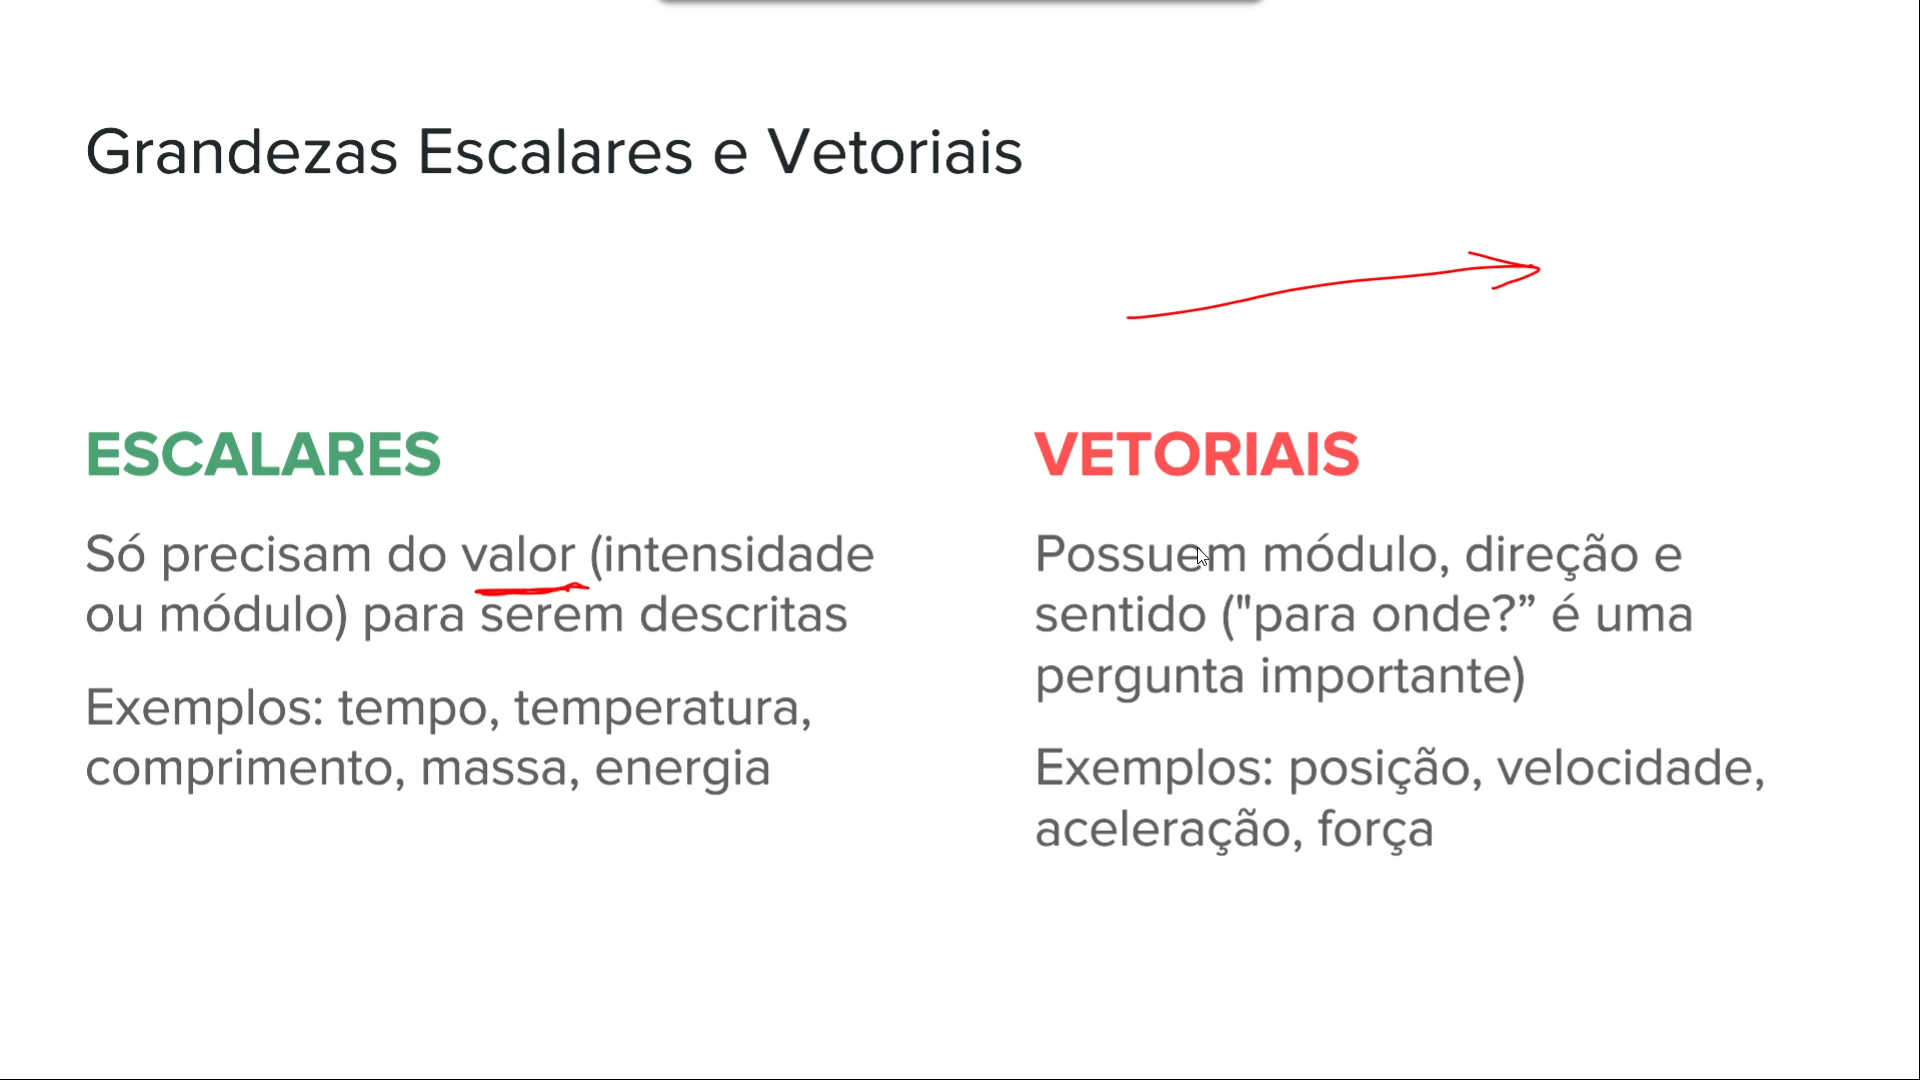 Grandezas Escalares e Vetoriais
ESCALARES
Só precisam do valor (intensidade
ou módulo) para serem descritas
Exemplos: tempo, temperatura,
comprimento, massa, energia
VETORIAIS
Possuem módulo, direção e
sentido ("para onde?” é uma
pergunta importante)
Exemplos: posição, velocidade,
aceleração, força